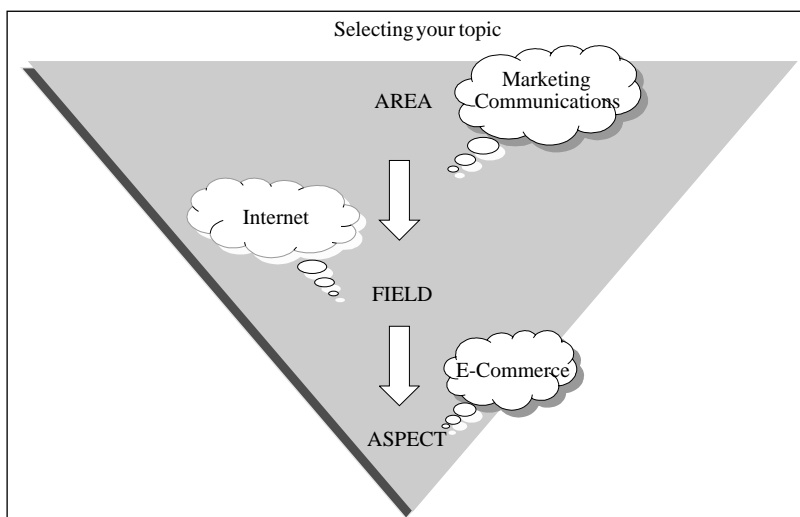 Selecting your topic
Marketing
Communications
AREA
Internet
FIELD
E-Commerce
ASPECT